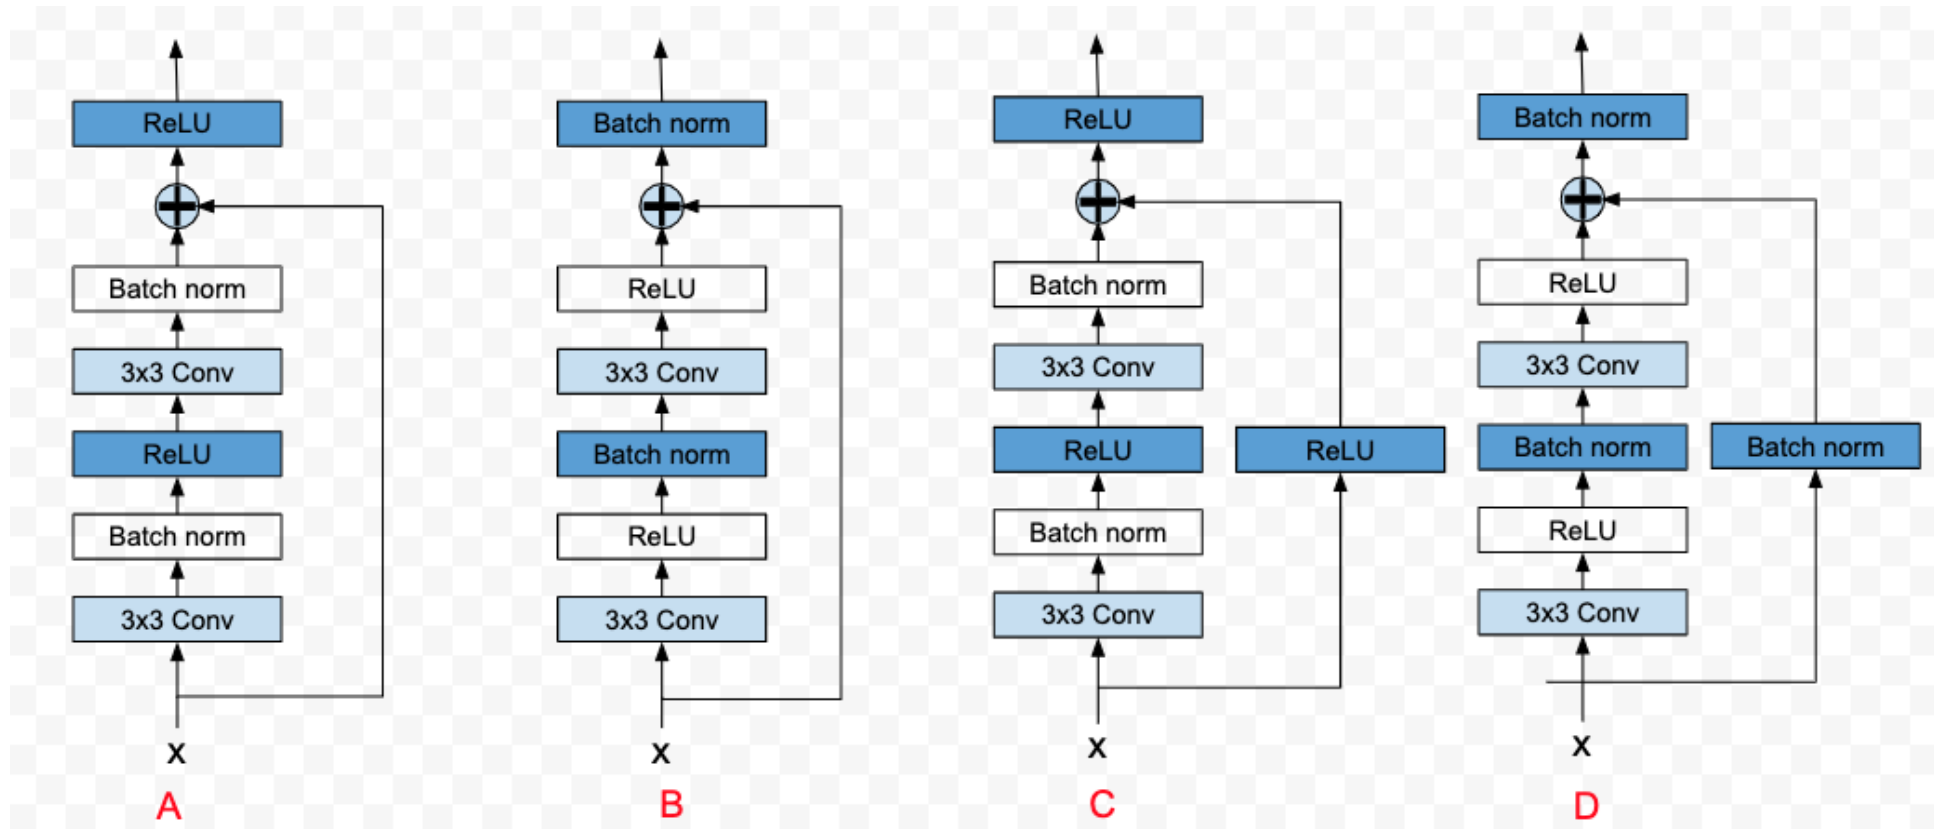 ReLU
Batch norm
3x3 Conv
ReLU
Batch norm
3x3 Conv
x
A
Batch norm
ReLU
3x3 Conv
Batch norm
ReLU
3x3 Conv
x
B
ReLU
Batch norm
3x3 Conv
ReLU
ReLU
Batch norm
3x3 Conv
x
C
Batch norm
ReLU
3x3 Conv
Batch norm
Batch norm
ReLU
3x3 Conv
x
D